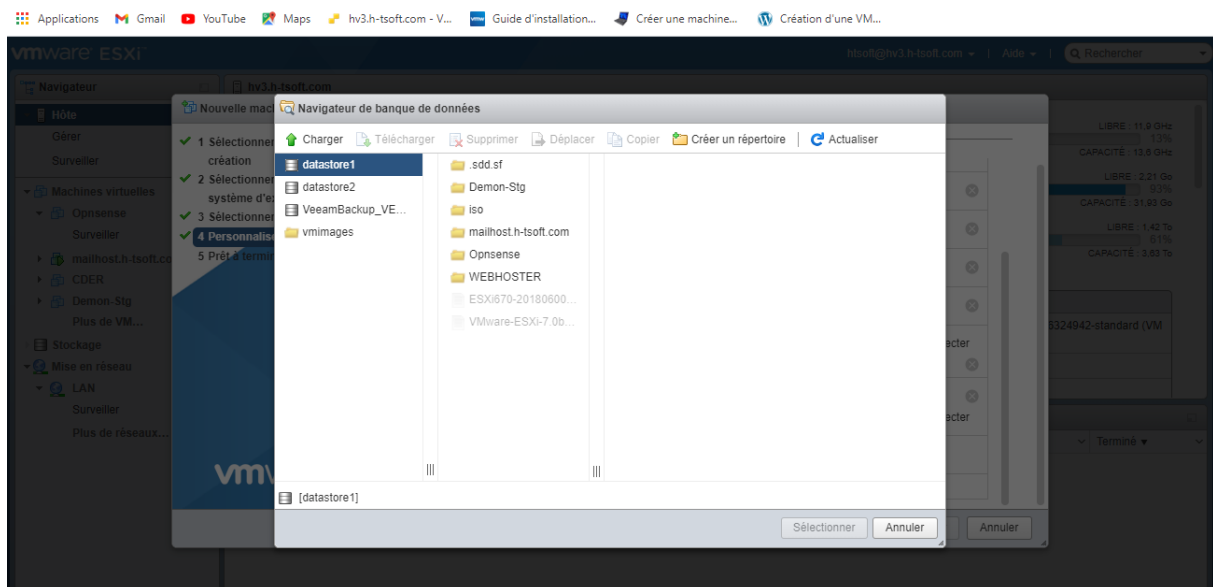 Applications Gmail YouTube Maps hv3.h-tsoft.com - V... Guide d'installation... Créer une machine... Création d'une VM...
vmware ESXi™ htsoft@hv3.h-tsoft.com | Aide | Rechercher
Navigateur hv3.h-tsoft.com
Hôte
Gérer
Surveiller
Machines virtuelles
Opnsense
Surveiller
mailhost.h-tsoft.co
CDER
Demon-Stg
Plus de VM...
Stockage
Mise en réseau
LAN
Surveiller
Plus de réseaux...
Nouvelle mac
1 Sélectionner
création
2 Sélectionner
système d'e
3 Sélectionner
4 Personnalis
5 Prêt à termin
vm
Navigateur de banque de données
Charger Télécharger Supprimer Déplacer Copier Créer un répertoire Actualiser
datastore1
datastore2
VeeamBackup_VE...
vmimages
.sdd.sf
Demon-Stg
iso
mailhost.h-tsoft.com
Opnsense
WEBHOSTER
ESXi670-20180600...
VMware-ESXi-7.0b...
[datastore1]
Sélectionner Annuler
ecter
ecter
Annuler
LIBRE : 11,9 GHz
13%
CAPACITÉ : 13,6 GHz
LIBRE : 2,21 Go
93%
CAPACITÉ : 31,93 Go
LIBRE : 1,42 To
61%
CAPACITÉ : 3,63 To
6324942-standard (VM
Terminé